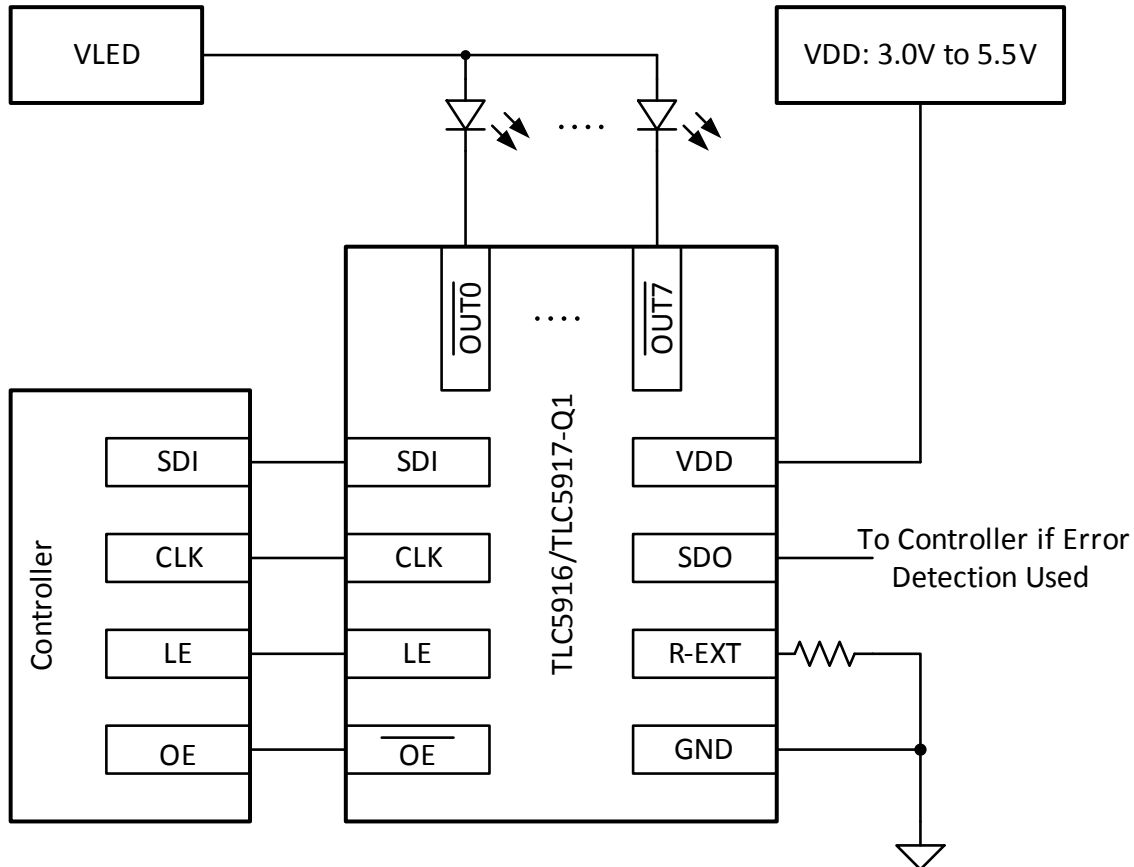 VLED
VDD: 3.0V to 5.5V
....
OUT0
....
OUT7
TLC5916/TLC5917-Q1
Controller
SDI
SDI
VDD
CLK
CLK
SDO
To Controller if Error
Detection Used
LE
LE
R-EXT
OE
OE
GND